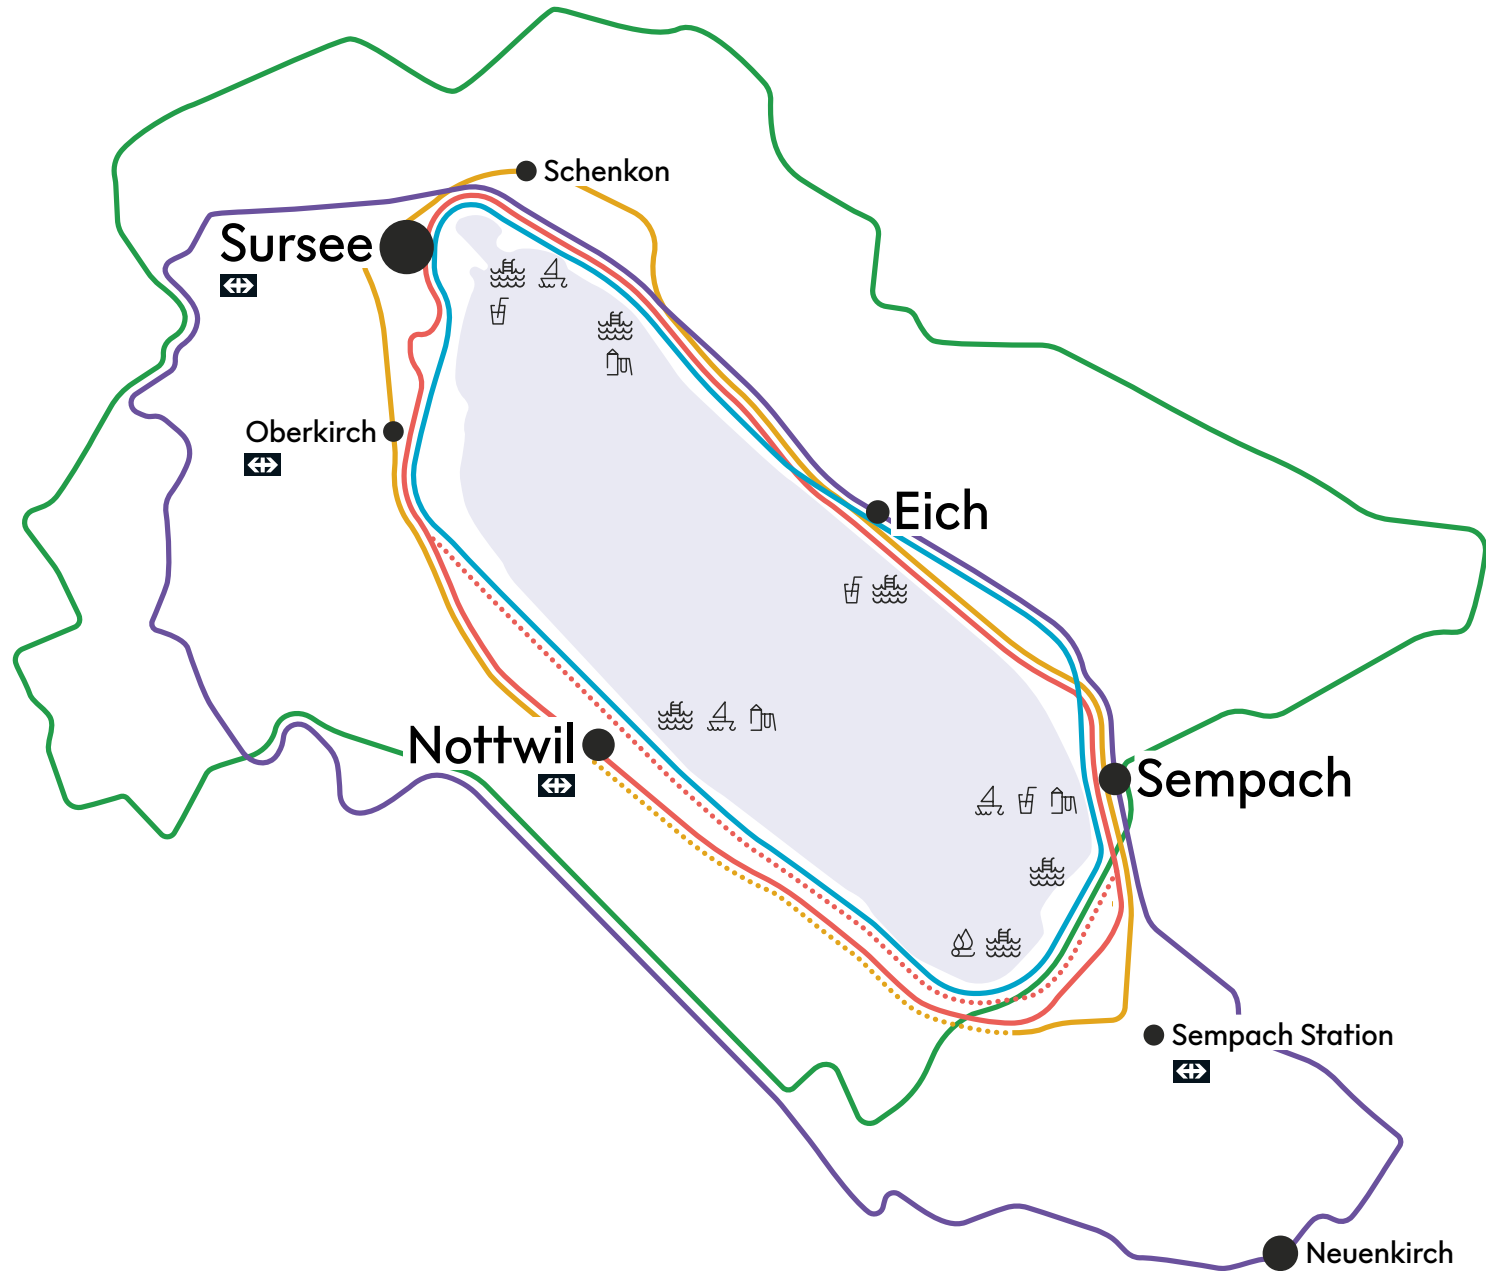 Schenkon
Sursee
Oberkirch
Eich
Nottwil
Sempach
Sempach Station
Neuenkirch